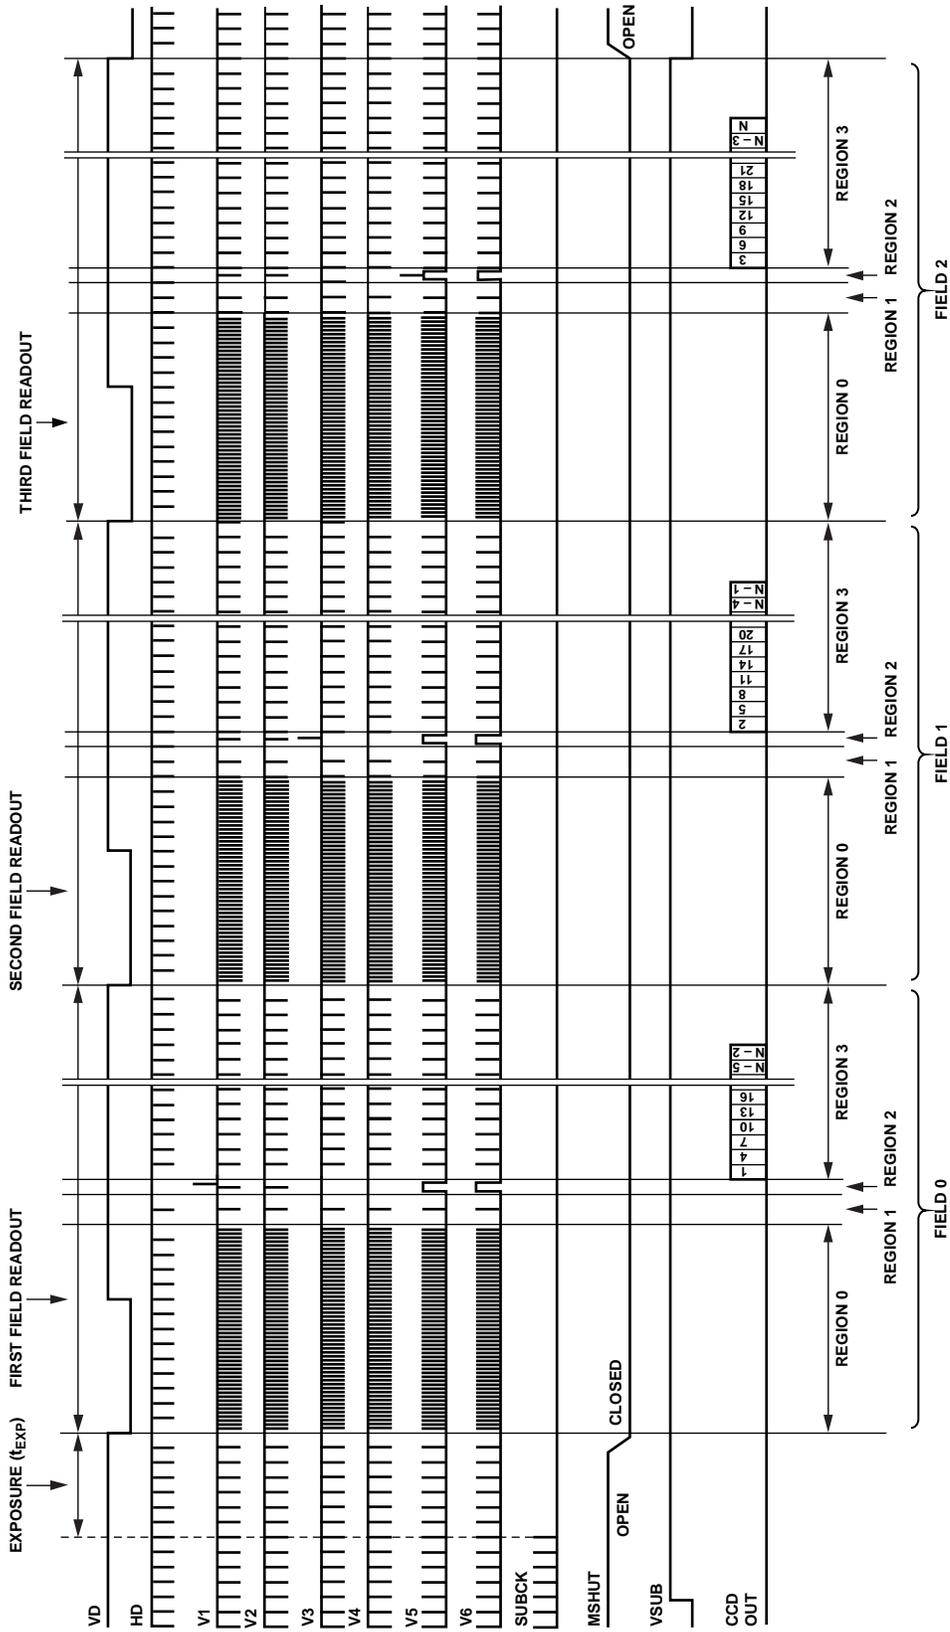 EXPOSURE (tEXP)
FIRST FIELD READOUT
SECOND FIELD READOUT
THIRD FIELD READOUT
VD
HD
V1
V2
V3
V4
V5
V6
SUBCK
MSHUT
OPEN
CLOSED
OPEN
VSUB
CCD
OUT
1 4 7 10 13 16 N – 5 N – 2
2 5 8 11 14 17 20 N – 4 N – 1
3 6 9 12 15 18 21 N – 3 N
REGION 0
REGION 3
REGION 0
REGION 3
REGION 0
REGION 3
REGION 1
REGION 2
REGION 1
REGION 2
REGION 1
REGION 2
FIELD 0
FIELD 1
FIELD 2